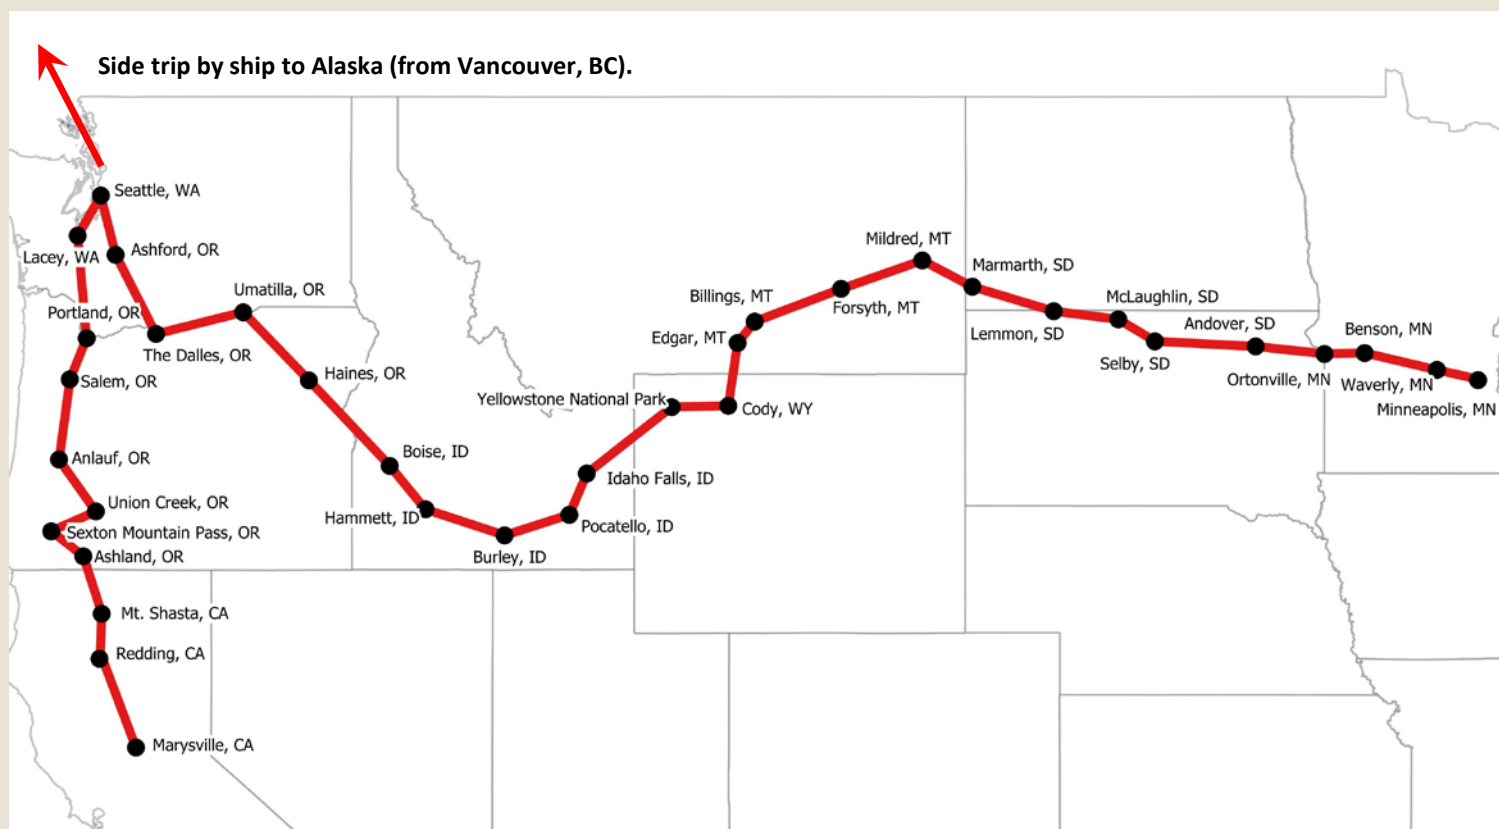 Side trip by ship to Alaska (from Vancouver, BC).
Seattle, WA
Ashford, OR
Lacey, WA
Umatilla, OR
Portland, OR
The Dalles, OR
Salem, OR
Haines, OR
Anlauf, OR
Boise, ID
Union Creek, OR
Hammett, ID
Sexton Mountain Pass, OR
Ashland, OR
Burley, ID
Pocatello, ID
Idaho Falls, ID
Mt. Shasta, CA
Redding, CA
Marysville, CA
Yellowstone National Park
Cody, WY
Edgar, MT
Billings, MT
Forsyth, MT
Mildred, MT
Marmarth, SD
Lemmon, SD
McLaughlin, SD
Selby, SD
Andover, SD
Ortonville, MN
Benson, MN
Waverly, MN
Minneapolis, MN